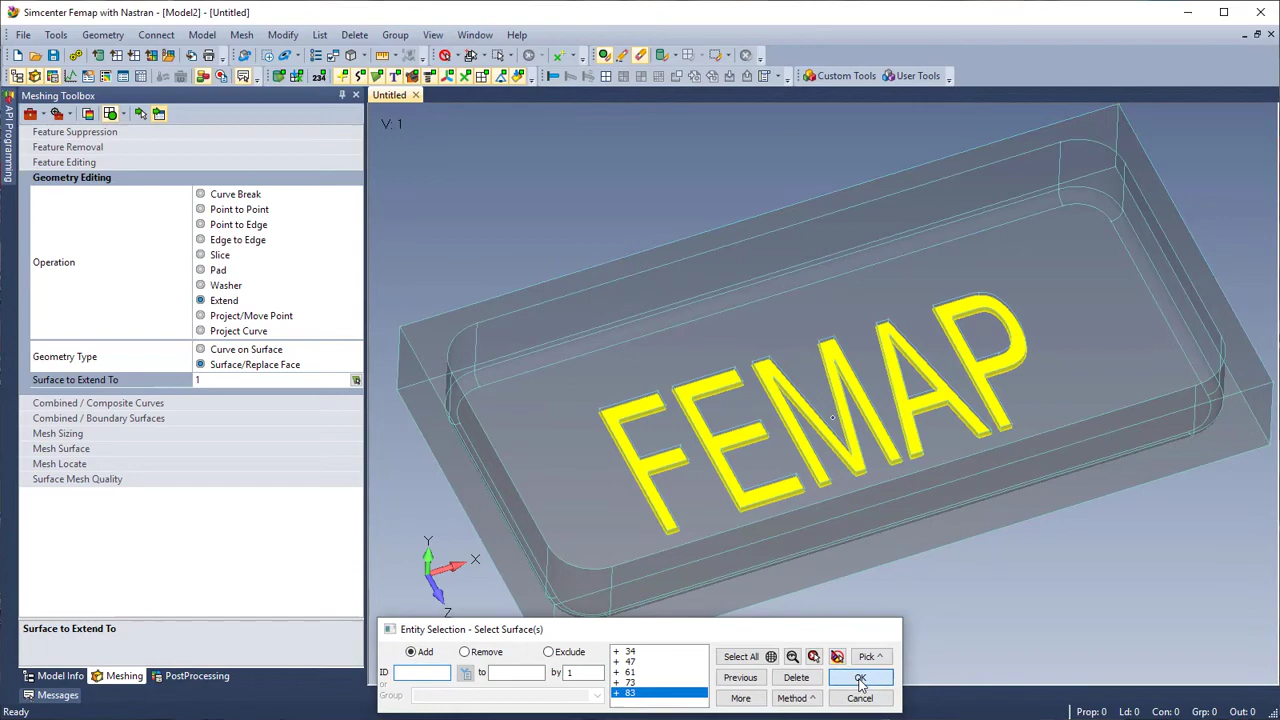 Simcenter Femap with Nastran - [Model2] - [Untitled]
File Tools Geometry Connect Model Mesh Modify List Delete Group View Window Help
234
Custom Tools User Tools
Meshing Toolbox
Untitled
API Programming
V: 1
Feature Suppression
Feature Removal
Feature Editing
Geometry Editing
Operation
Curve Break
Point to Point
Point to Edge
Edge to Edge
Slice
Pad
Washer
Extend
Project/Move Point
Project Curve
Geometry Type
Curve on Surface
Surface/Replace Face
Surface to Extend To 1
Combined / Composite Curves
Combined / Boundary Surfaces
Mesh Sizing
Mesh Surface
Mesh Locate
Surface Mesh Quality
FEMAP
Y
X
Z
Surface to Extend To
Entity Selection - Select Surface(s)
Add Remove Exclude
ID to by 1
or
Group
+ 34
+ 47
+ 61
+ 73
+ 83
Select All Pick ^
Previous Delete OK
More Method ^ Cancel
Model Info Meshing PostProcessing
Messages
Ready
Prop: 0 Ld: 0 Con: 0 Grp: 0 Out: 0